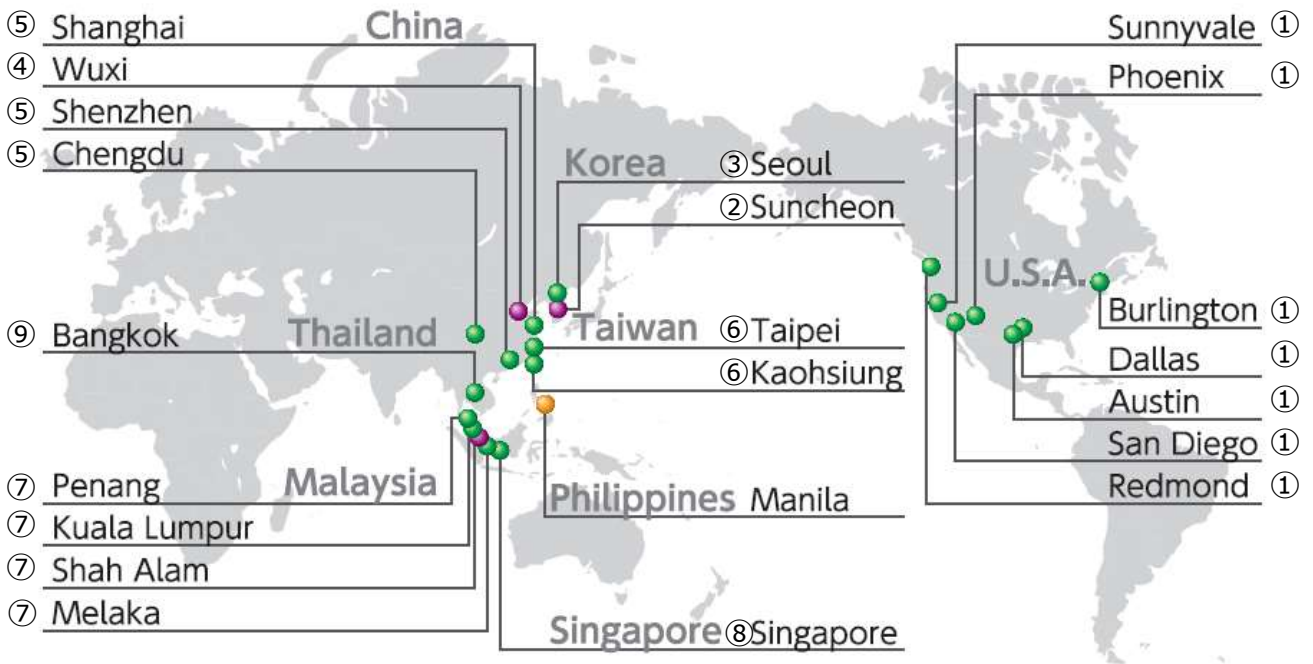 ⑤ Shanghai
China
④ Wuxi
⑤ Shenzhen
⑤ Chengdu
Korea
③Seoul
②Suncheon
Sunnyvale ①
Phoenix ①
U.S.A.
⑨ Bangkok
Thailand
Taiwan
⑥Taipei
⑥Kaohsiung
Burlington ①
Dallas ①
Austin ①
San Diego ①
Redmond ①
⑦ Penang
Malaysia
⑦ Kuala Lumpur
⑦ Shah Alam
⑦ Melaka
Philippines Manila
Singapore ⑧Singapore